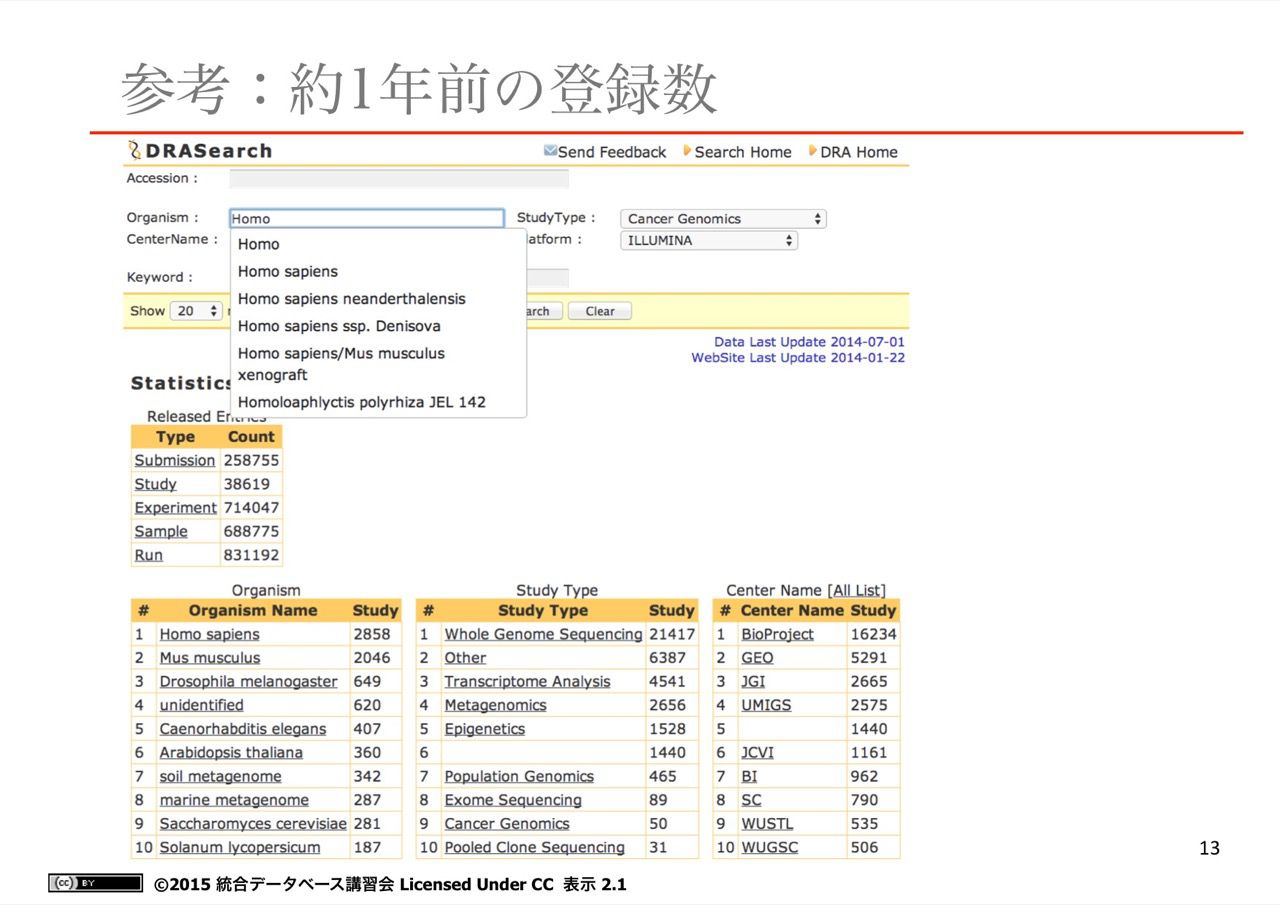 参考：約1年前の登録数
DRASearch
Send Feedback Search Home DRA Home
Accession :
Organism : Homo StudyType : Cancer Genomics
CenterName : atform : ILLUMINA
Homo
Homo sapiens
Keyword :
Homo sapiens neanderthalensis
Show 20 arch Clear
Homo sapiens ssp. Denisova
Homo sapiens/Mus musculus
xenograft
Homoloaphlyctis polyrhiza JEL 142
Data Last Update 2014-07-01
WebSite Last Update 2014-01-22
Statistics
Released Entries
Type Count
Submission 258755
Study 38619
Experiment 714047
Sample 688775
Run 831192
Organism
# Organism Name Study
1 Homo sapiens 2858
2 Mus musculus 2046
3 Drosophila melanogaster 649
4 unidentified 620
5 Caenorhabditis elegans 407
6 Arabidopsis thaliana 360
7 soil metagenome 342
8 marine metagenome 287
9 Saccharomyces cerevisiae 281
10 Solanum lycopersicum 187
Study Type
# Study Type Study
1 Whole Genome Sequencing 21417
2 Other 6387
3 Transcriptome Analysis 4541
4 Metagenomics 2656
5 Epigenetics 1528
6 1440
7 Population Genomics 465
8 Exome Sequencing 89
9 Cancer Genomics 50
10 Pooled Clone Sequencing 31
Center Name [All List]
# Center Name Study
1 BioProject 16234
2 GEO 5291
3 JGI 2665
4 UMIGS 2575
5 1440
6 JCVI 1161
7 BI 962
8 SC 790
9 WUSTL 535
10 WUGSC 506
13
cc BY ©2015 統合データベース講習会 Licensed Under CC 表示 2.1